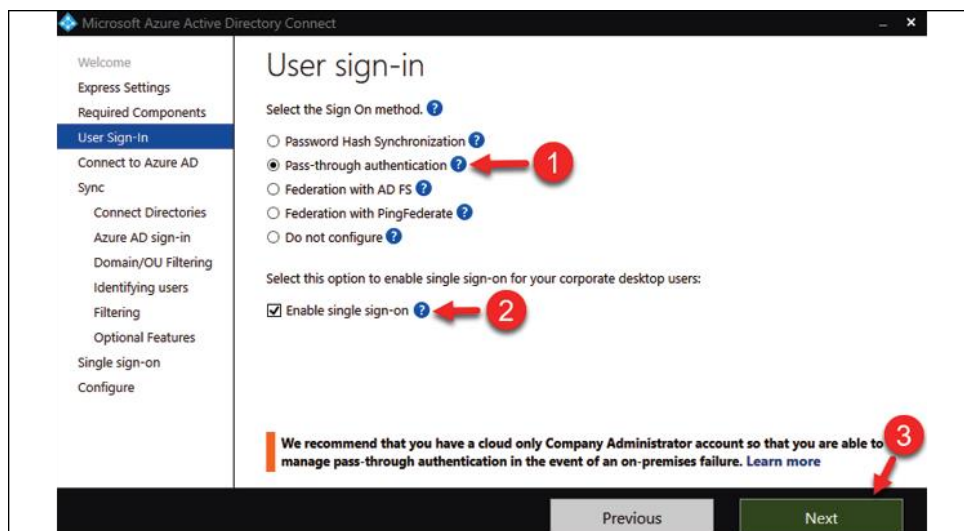 Microsoft Azure Active Directory Connect
Welcome
Express Settings
Required Components
User Sign-In
Connect to Azure AD
Sync
Connect Directories
Azure AD sign-in
Domain/OU Filtering
Identifying users
Filtering
Optional Features
Single sign-on
Configure
User sign-in
Select the Sign On method. ?
Password Hash Synchronization ?
Pass-through authentication ? 1
Federation with AD FS ?
Federation with PingFederate ?
Do not configure ?
Select this option to enable single sign-on for your corporate desktop users:
Enable single sign-on ? 2
We recommend that you have a cloud only Company Administrator account so that you are able to
manage pass-through authentication in the event of an on-premises failure. Learn more
3
Previous
Next